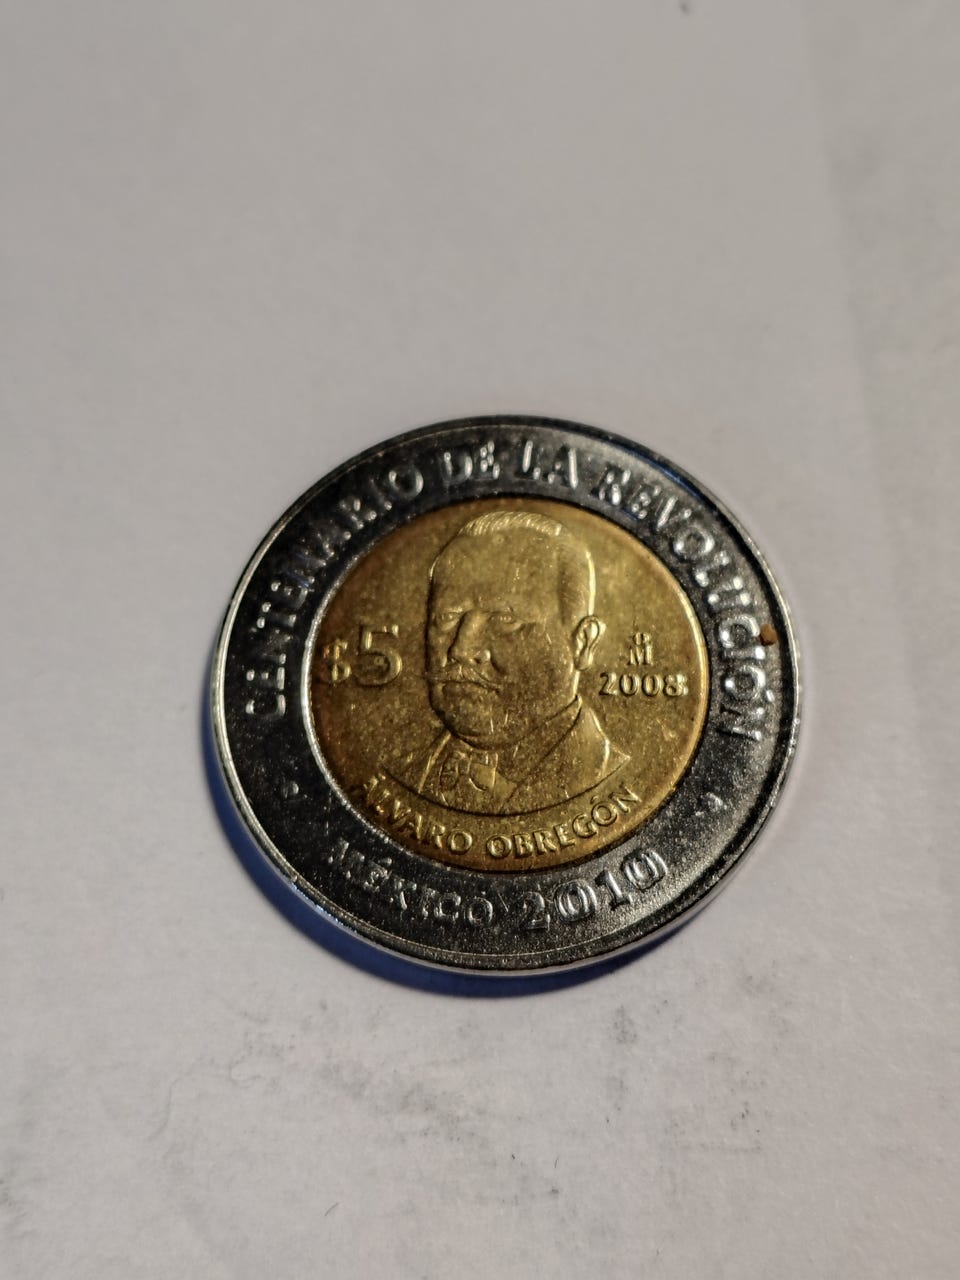 CENTENARIO DE LA REVOLUCIÓN
$5
M
2008
ÁLVARO OBREGÓN
MÉXICO 2010